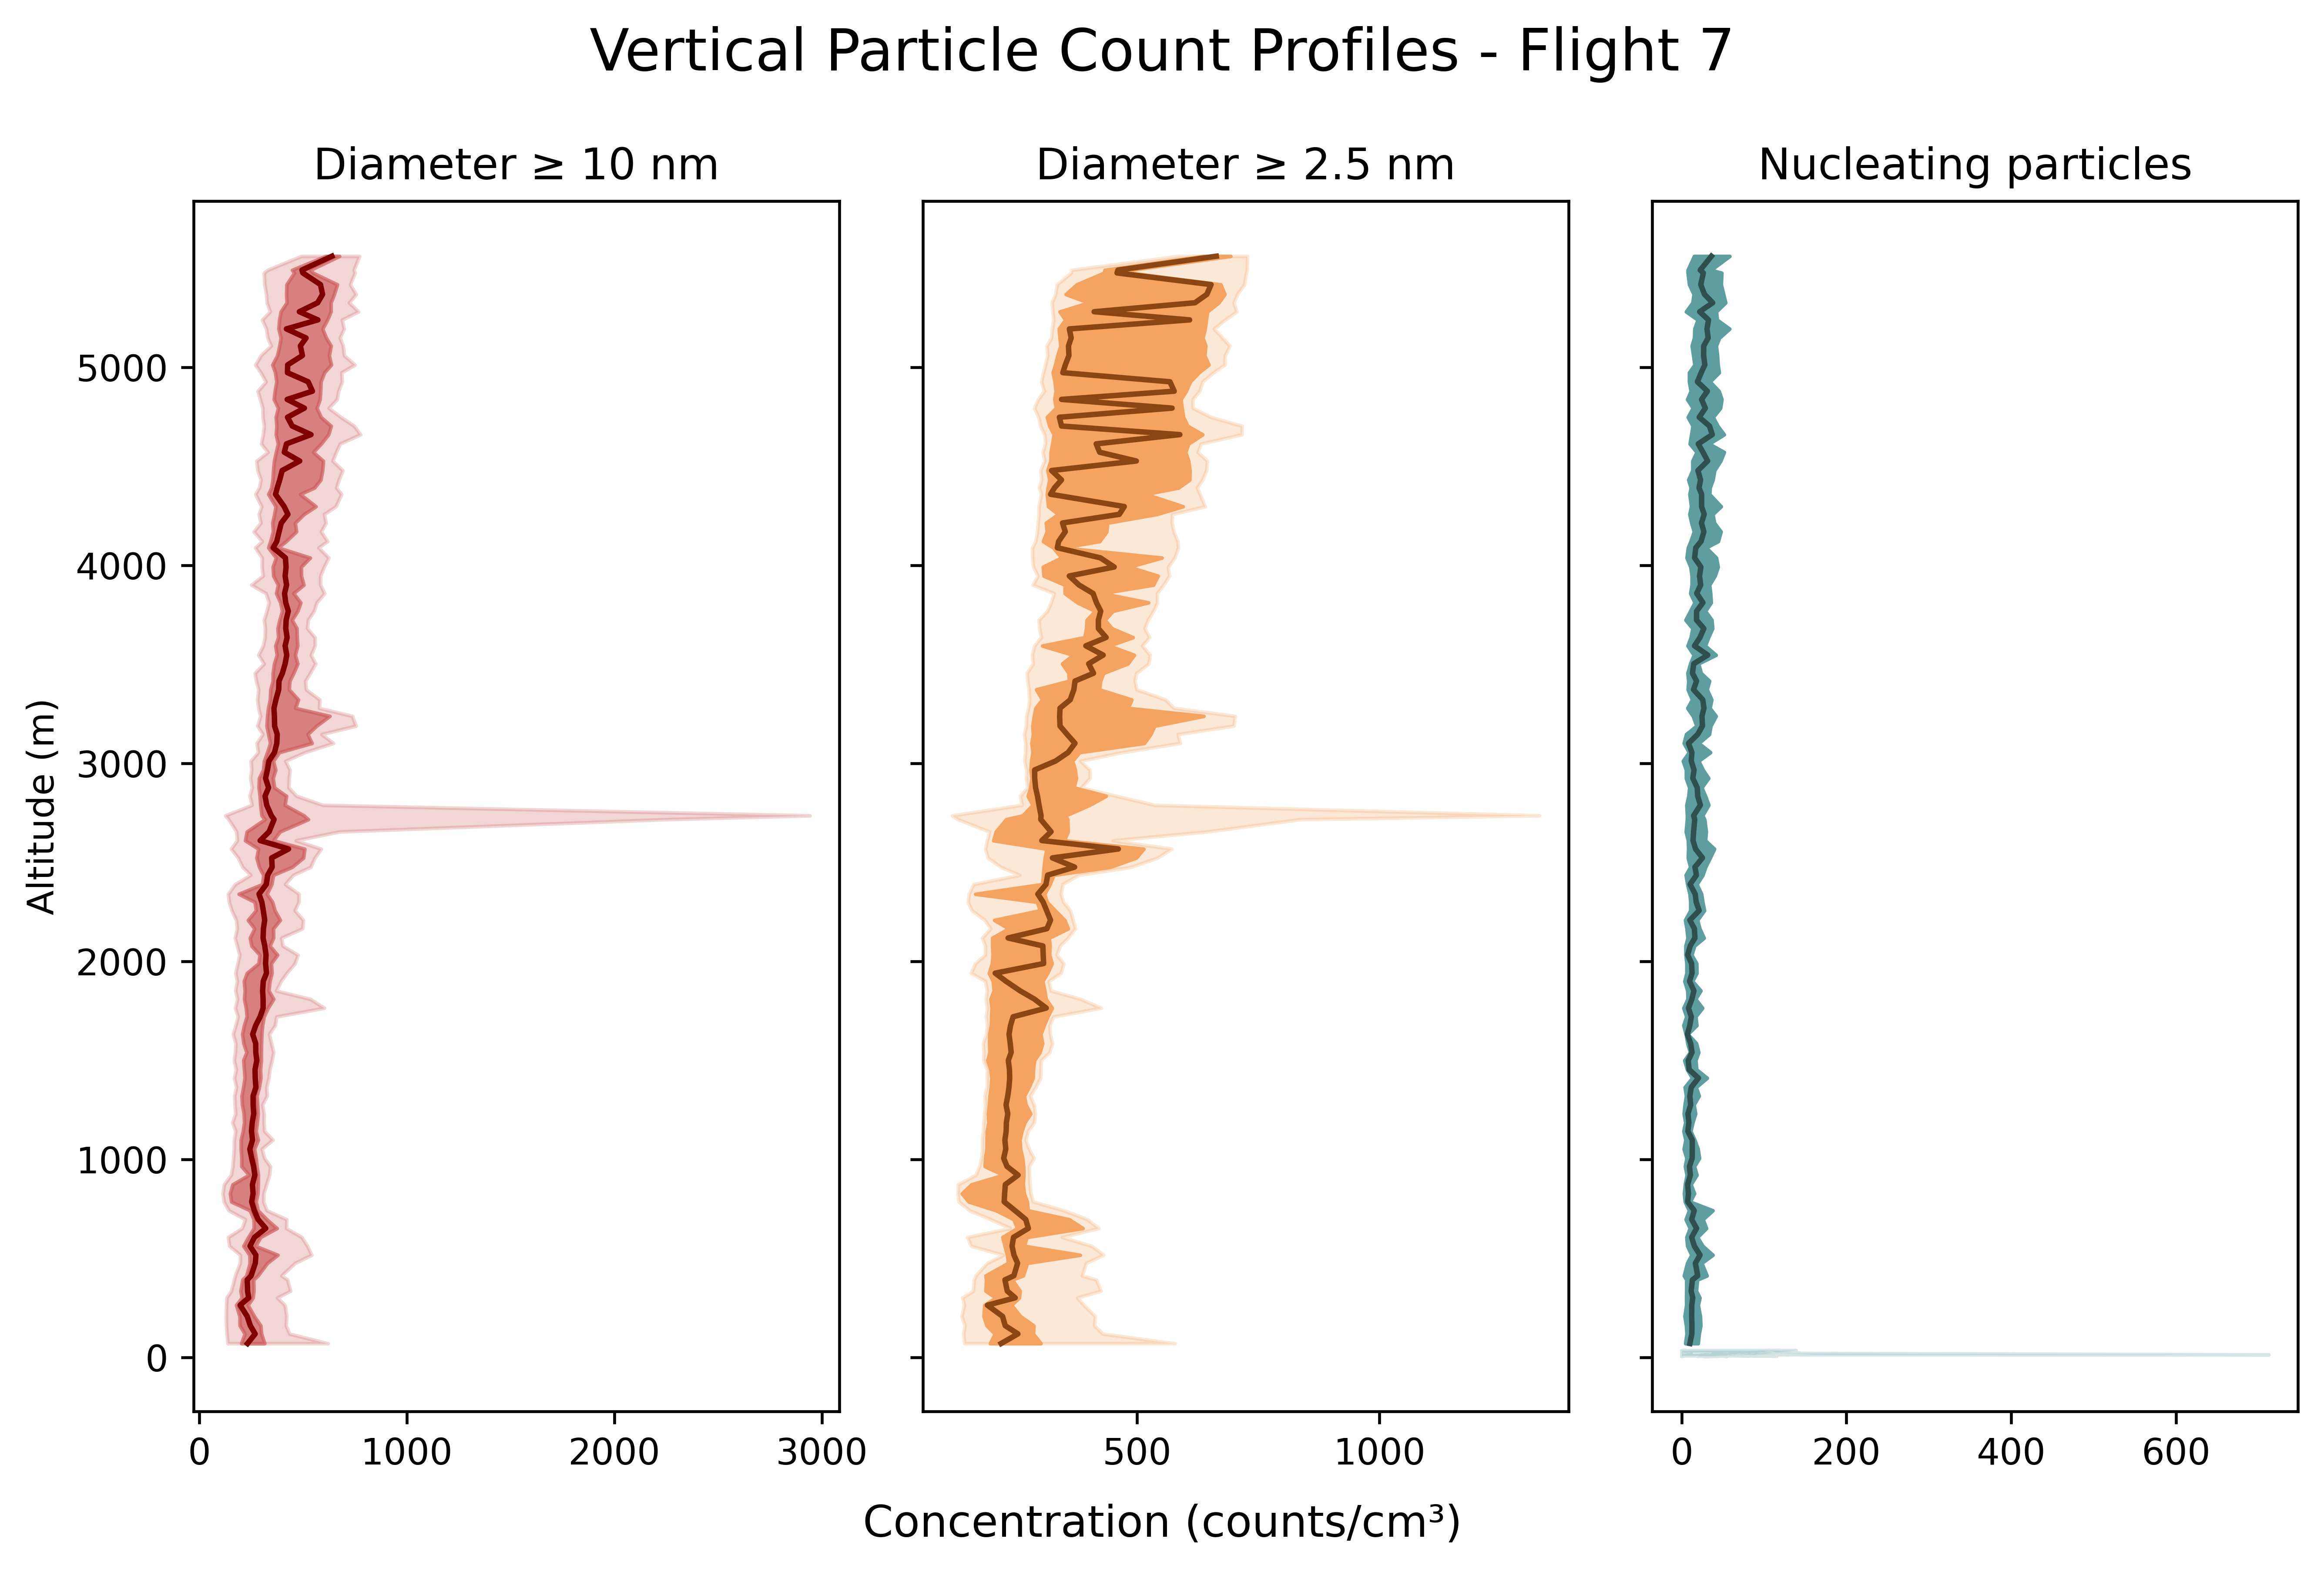 Vertical Particle Count Profiles - Flight 7
Diameter ≥ 10 nm
Diameter ≥ 2.5 nm
Nucleating particles
Altitude (m)
5000
4000
3000
2000
1000
0
0 1000 2000 3000
500 1000
0 200 400 600
Concentration (counts/cm³)